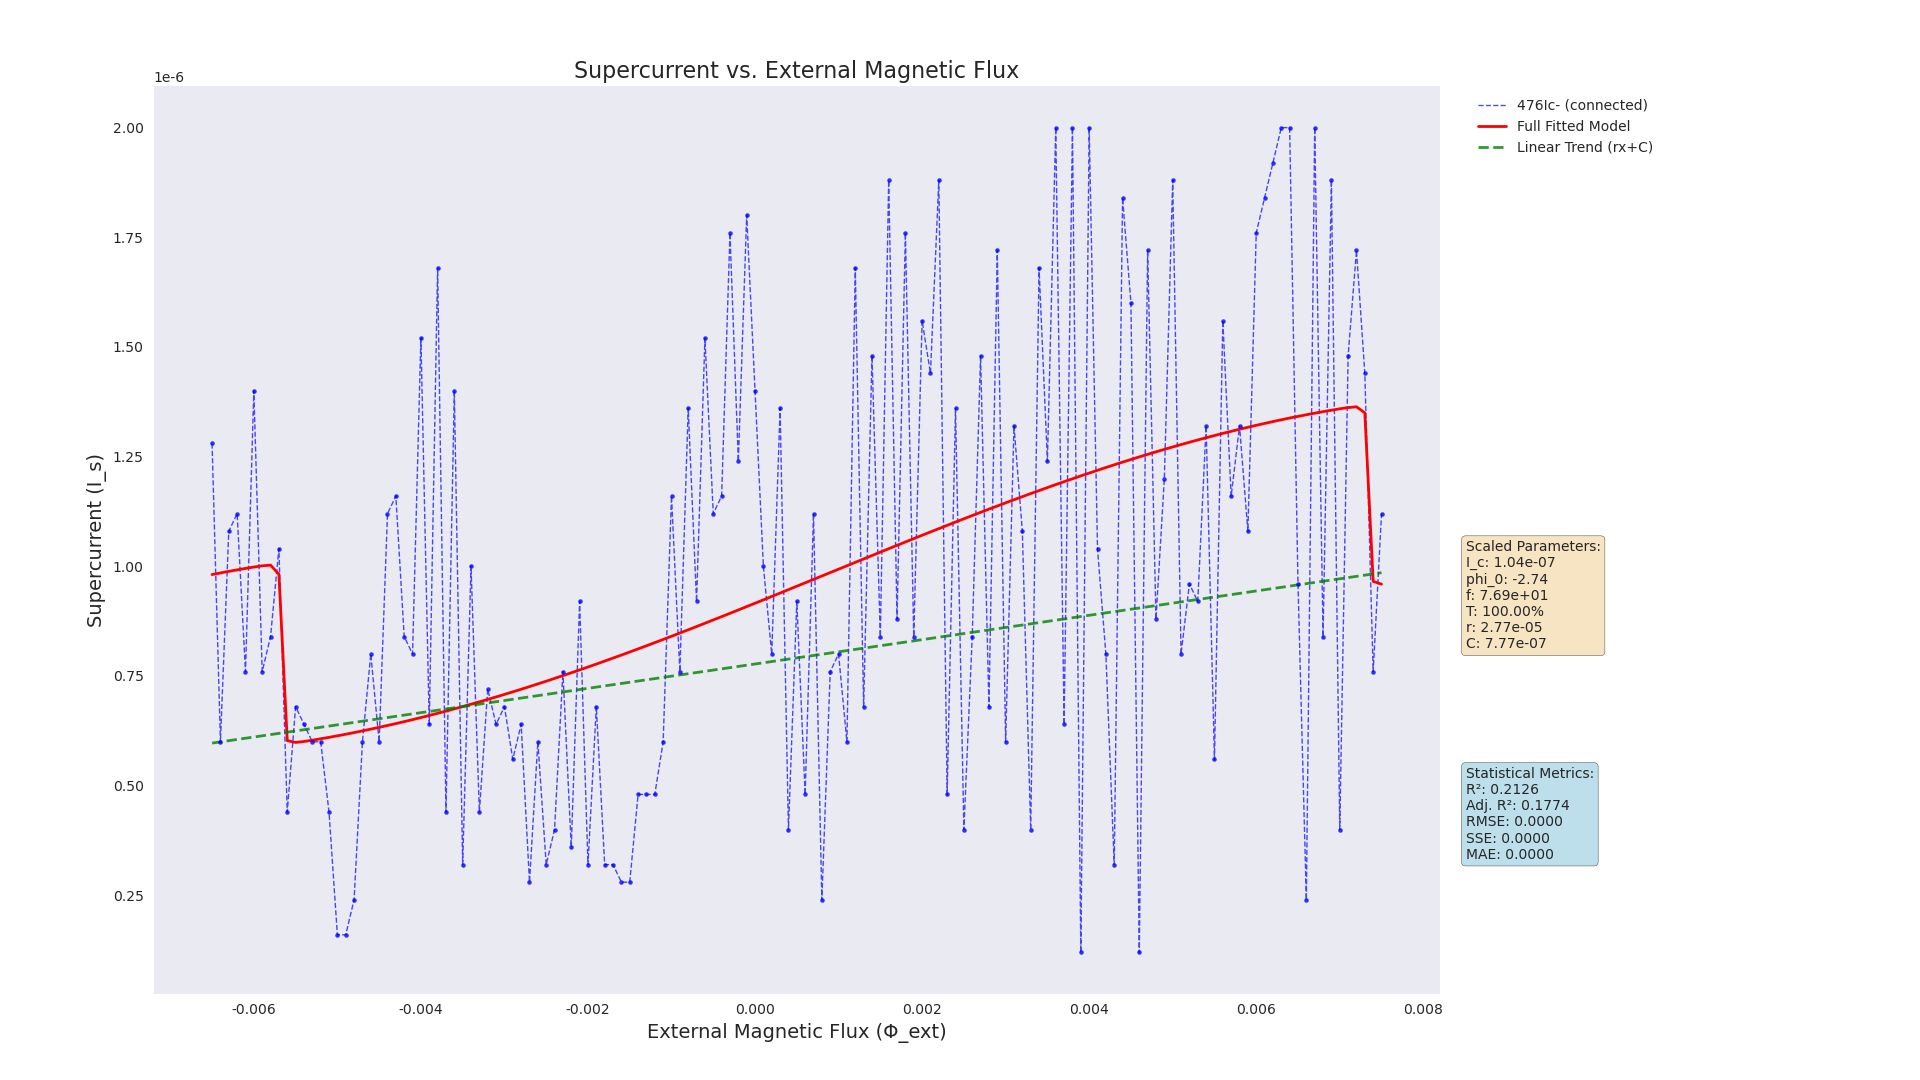 Supercurrent vs. External Magnetic Flux
1e-6
2.00
1.75
1.50
1.25
1.00
0.75
0.50
0.25
Supercurrent (I_s)
-0.006
-0.004
-0.002
0.000
0.002
0.004
0.006
0.008
External Magnetic Flux (Φ_ext)
476Ic- (connected)
Full Fitted Model
Linear Trend (rx+C)
Scaled Parameters:
I_c: 1.04e-07
phi_0: -2.74
f: 7.69e+01
T: 100.00%
r: 2.77e-05
C: 7.77e-07
Statistical Metrics:
R²: 0.2126
Adj. R²: 0.1774
RMSE: 0.0000
SSE: 0.0000
MAE: 0.0000